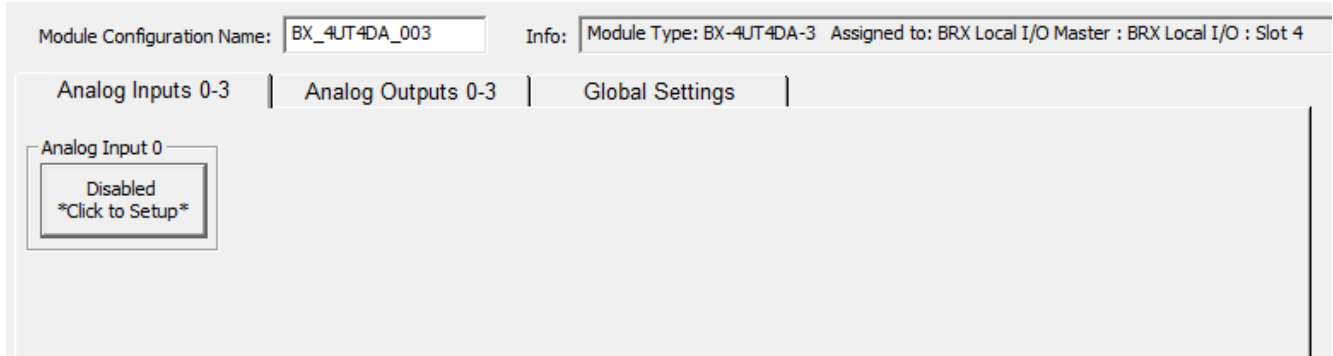 Module Configuration Name: BX_4UT4DA_003 Info: Module Type: BX-4UT4DA-3 Assigned to: BRX Local I/O Master : BRX Local I/O : Slot 4
Analog Inputs 0-3 Analog Outputs 0-3 Global Settings
Analog Input 0
Disabled
*Click to Setup*